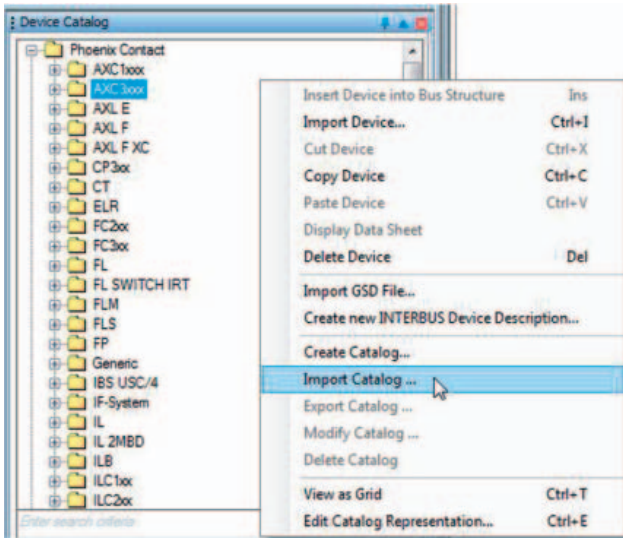 Device Catalog
Phoenix Contact
AXC1xxx
AXC3xxx
AXL E
AXL F
AXL F XC
CP3xx
CT
ELR
FC2xx
FC3xx
FL
FL SWITCH IRT
FLM
FLS
FP
Generic
IBS USC/4
IF-System
IL
IL 2MBD
ILB
ILC1xx
ILC2xx
Enter search criteria
Insert Device into Bus Structure Ins
Import Device... Ctrl+I
Cut Device Ctrl+X
Copy Device Ctrl+C
Paste Device Ctrl+V
Display Data Sheet
Delete Device Del
Import GSD File...
Create new INTERBUS Device Description...
Create Catalog...
Import Catalog ...
Export Catalog ...
Modify Catalog ...
Delete Catalog
View as Grid Ctrl+T
Edit Catalog Representation... Ctrl+E